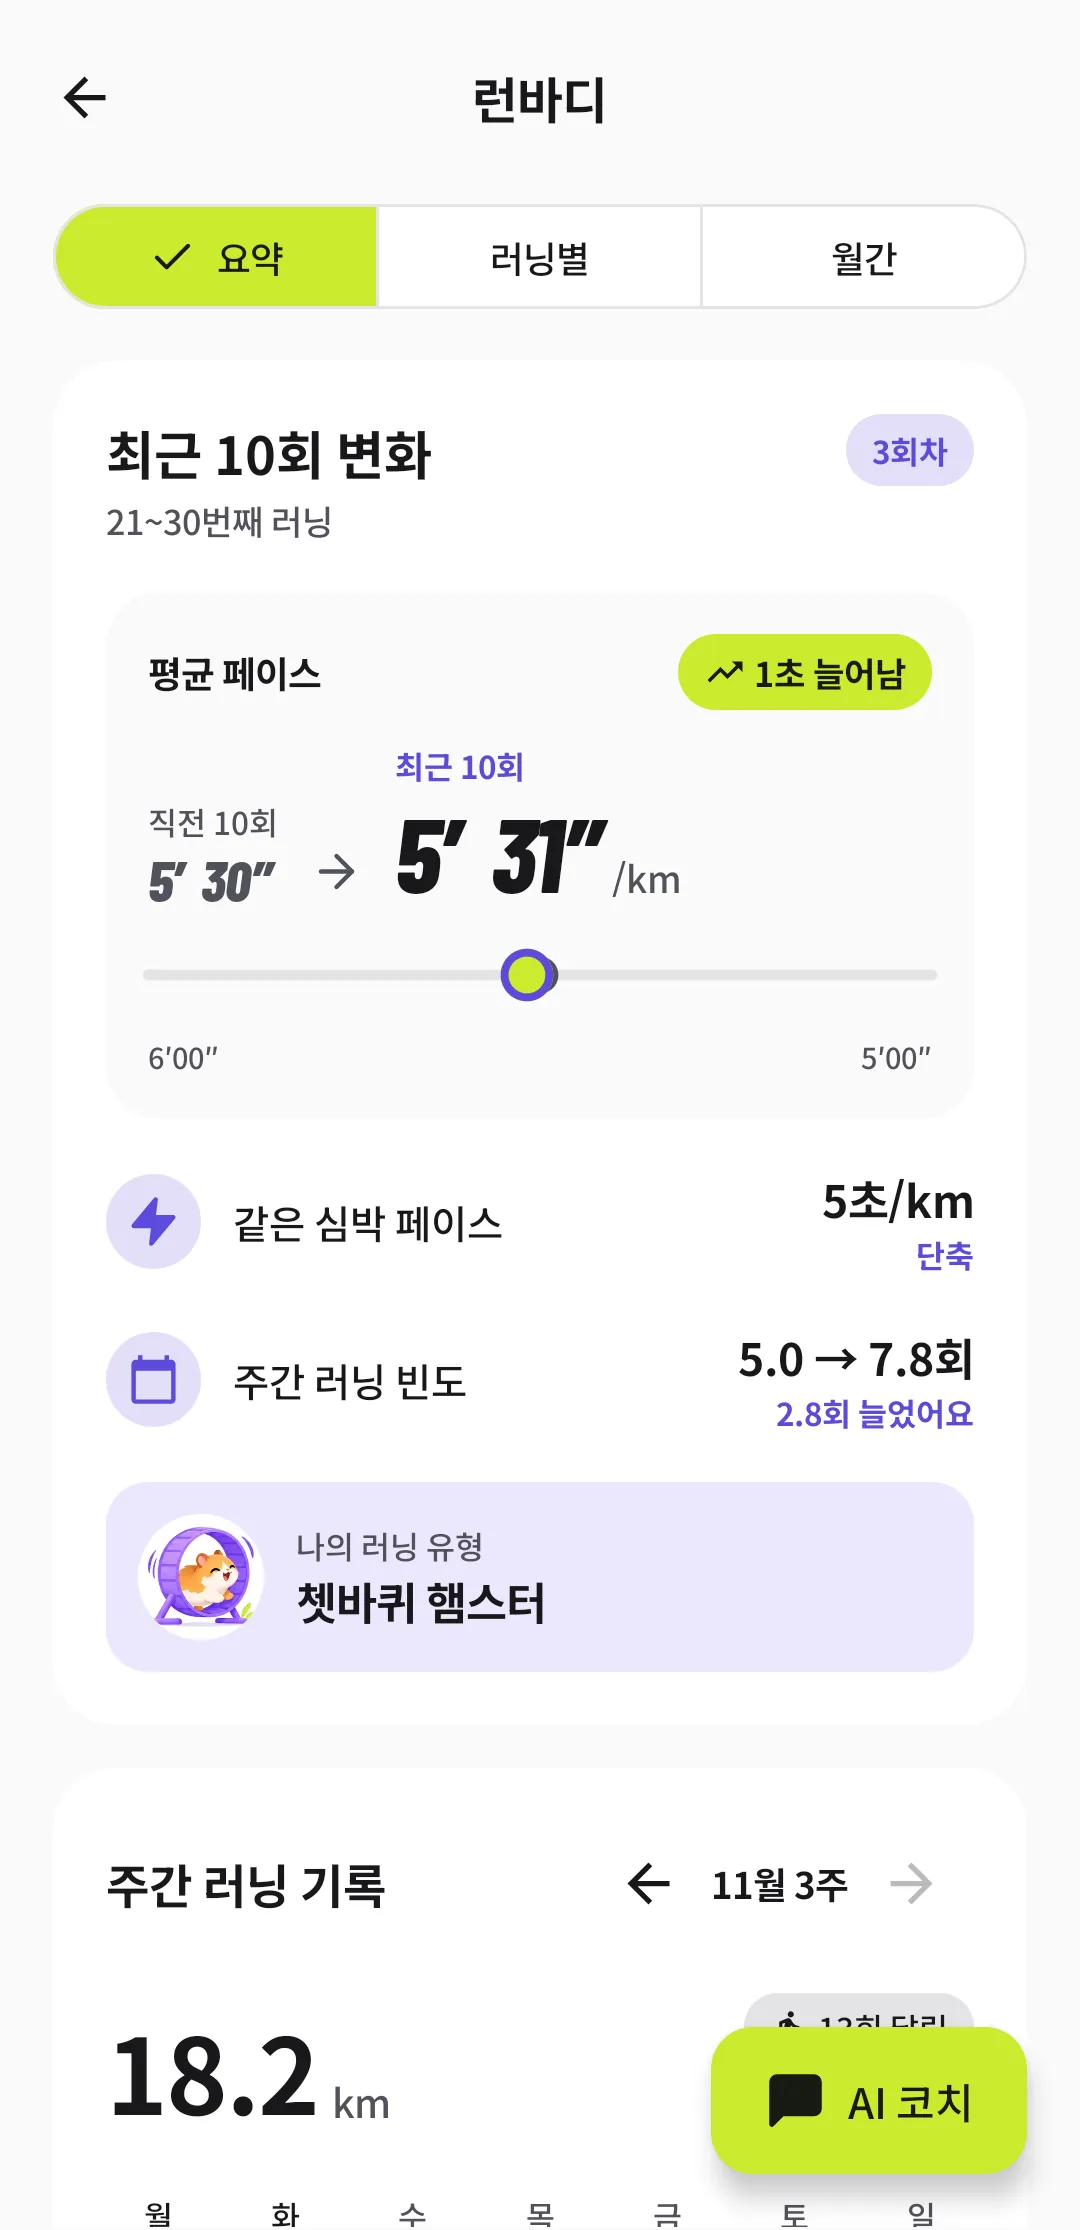 런바디
요약
러닝별
월간
최근 10회 변화
3회차
21~30번째 러닝
평균 페이스
1초 늘어남
최근 10회
직전 10회
5′ 30″
5′ 31″ /km
6′00″
5′00″
같은 심박 페이스
5초/km
단축
주간 러닝 빈도
5.0 → 7.8회
2.8회 늘었어요
나의 러닝 유형
쳇바퀴 햄스터
주간 러닝 기록
11월 3주
18.2 km
AI 코치
월 화 수 목 금 토 일